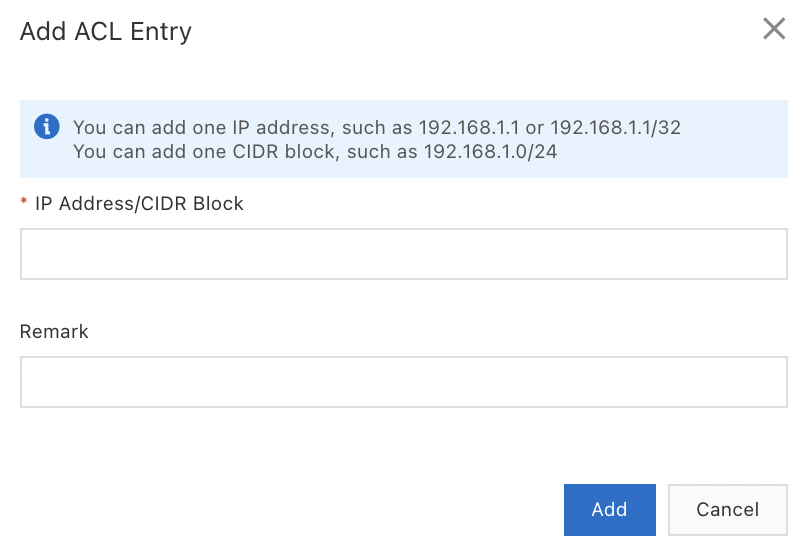 Add ACL Entry
You can add one IP address, such as 192.168.1.1 or 192.168.1.1/32
You can add one CIDR block, such as 192.168.1.0/24
* IP Address/CIDR Block
Remark
Add
Cancel